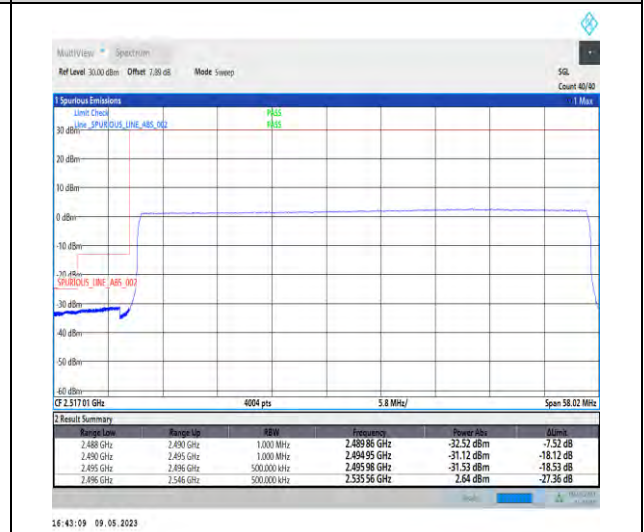 MultiView Spectrum
Ref Level 30.00 dBm Offset 7.89 dB Mode Sweep SGL
Count 40/40
1 Spurious Emissions 1 Max
Limit Check PASS
Line _SPURIOUS_LINE_ABS_002 PASS
30 dBm
20 dBm
10 dBm
0 dBm
-10 dBm
-20 dBm
SPURIOUS_LINE_ABS_002
-30 dBm
-40 dBm
-50 dBm
-60 dBm
CF 2.517 01 GHz 4004 pts 5.8 MHz/ Span 58.02 MHz
2 Result Summary
Range Low Range Up RBW Frequency Power Abs ΔLimit
2.488 GHz 2.490 GHz 1.000 MHz 2.489 86 GHz -32.52 dBm -7.52 dB
2.490 GHz 2.495 GHz 1.000 MHz 2.494 95 GHz -31.12 dBm -18.12 dB
2.495 GHz 2.496 GHz 500.000 kHz 2.495 98 GHz -31.53 dBm -18.53 dB
2.496 GHz 2.546 GHz 500.000 kHz 2.535 56 GHz 2.64 dBm -27.36 dB
16:43:09 09.05.2023